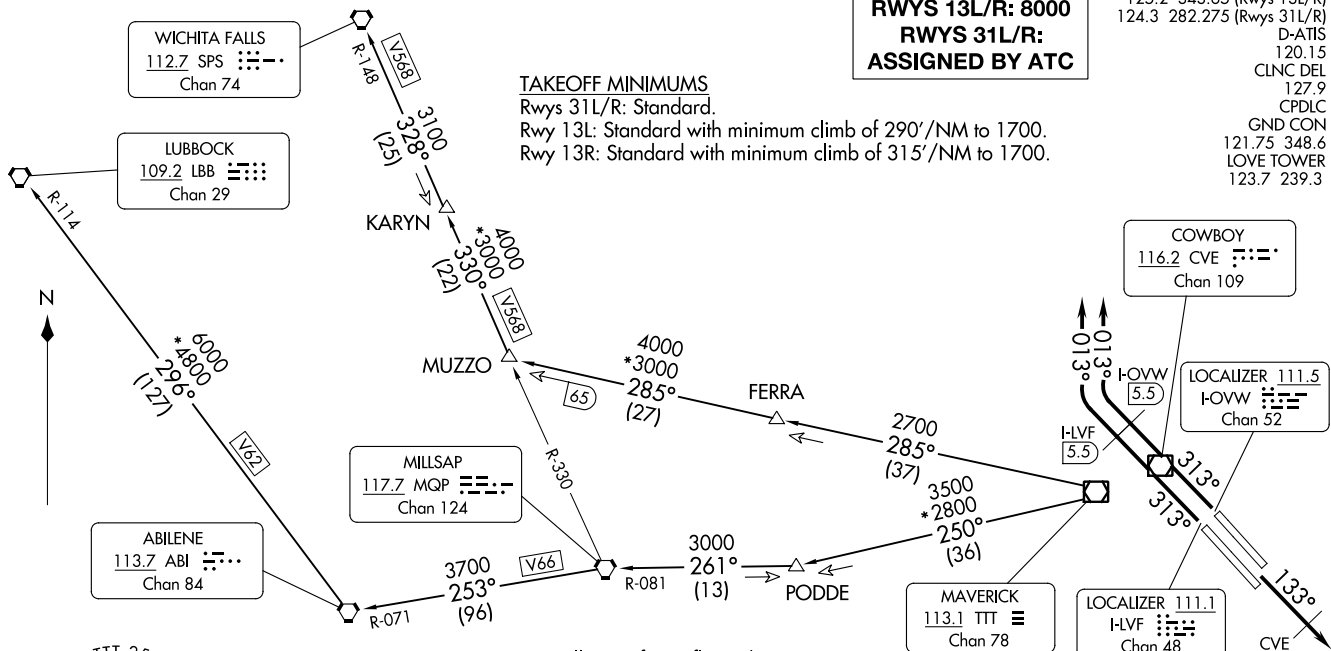 RWYS 13L/R: 8000
RWYS 31L/R:
ASSIGNED BY ATC
124.3 282.275 (Rwys 31L/R)
D-ATIS
120.15
CLNC DEL
127.9
CPDLC
GND CON
121.75 348.6
LOVE TOWER
123.7 239.3
TAKEOFF MINIMUMS
Rwys 31L/R: Standard.
Rwy 13L: Standard with minimum climb of 290'/NM to 1700.
Rwy 13R: Standard with minimum climb of 315'/NM to 1700.
WICHITA FALLS
112.7 SPS
Chan 74
R-148
V568
3100
328°
(25)
LUBBOCK
109.2 LBB
Chan 29
R-114
KARYN
4000
*3000
330°
(22)
V568
N
6000
*4800
296°
(127)
V62
MUZZO
65
4000
*3000
285°
(27)
FERRA
2700
285°
(37)
COWBOY
116.2 CVE
Chan 109
013°
013°
I-OVW
5.5
I-LVF
5.5
LOCALIZER 111.5
I-OVW
Chan 52
313°
313°
R-330
MILLSAP
117.7 MQP
Chan 124
3500
*2800
250°
(36)
ABILENE
113.7 ABI
Chan 84
R-071
3700
253°
(96)
V66
R-081
3000
261°
(13)
PODDE
MAVERICK
113.1 TTT
Chan 78
LOCALIZER 111.1
I-LVF
Chan 48
133°
CVE